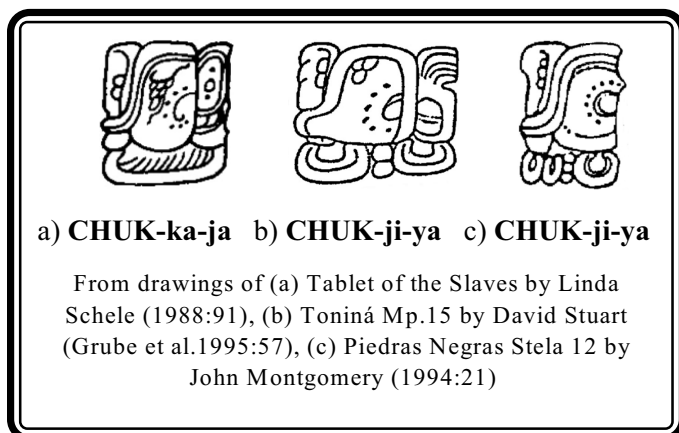 a) CHUK-ka-ja b) CHUK-ji-ya c) CHUK-ji-ya
From drawings of (a) Tablet of the Slaves by Linda
Schele (1988:91), (b) Toniná Mp.15 by David Stuart
(Grube et al.1995:57), (c) Piedras Negras Stela 12 by
John Montgomery (1994:21)